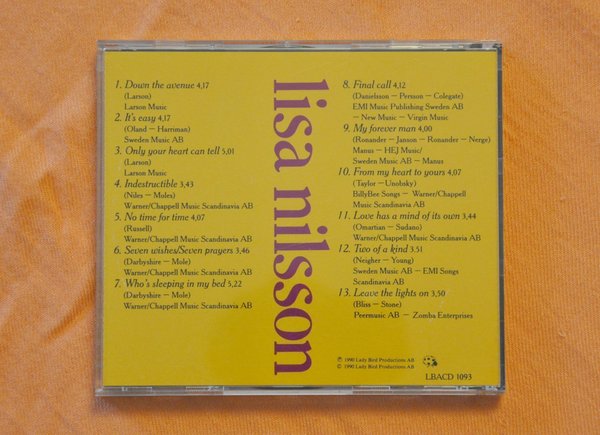 1. Down the avenue 4,17
(Larson)
Larson Music
2. It's easy 4,17
(Oland – Harriman)
Sweden Music AB
3. Only your heart can tell 5,01
(Larson)
Larson Music
4. Indestructible 3,43
(Niles – Moles)
Warner/Chappell Music Scandinavia AB
5. No time for time 4,07
(Russell)
Warner/Chappell Music Scandinavia AB
6. Seven wishes/Seven prayers 3,46
(Darbyshire – Mole)
Warner/Chappell Music Scandinavia AB
7. Who's sleeping in my bed 5,22
(Darbyshire – Mole)
Warner/Chappell Music Scandinavia AB
lisa nilsson
8. Final call 4,12
(Danielsson – Persson – Colegate)
EMI Music Publishing Sweden AB
– New Music – Virgin Music
9. My forever man 4,00
(Ronander – Janson – Ronander – Nerge)
Manus – HEJ Music/
Sweden Music AB – Manus
10. From my heart to yours 4,07
(Taylor – Unobsky)
BillyBee Songs – Warner/Chappell
Music Scandinavia AB
11. Love has a mind of its own 3,44
(Omartian – Sudano)
Warner/Chappell Music Scandinavia AB
12. Two of a kind 3.51
(Neigher – Young)
Sweden Music AB – EMI Songs
Scandinavia AB
13. Leave the lights on 3,50
(Bliss – Stone)
Peermusic AB – Zomba Enterprises
℗ 1990 Lady Bird Productions AB
© 1990 Lady Bird Productions AB
LBACD 1093